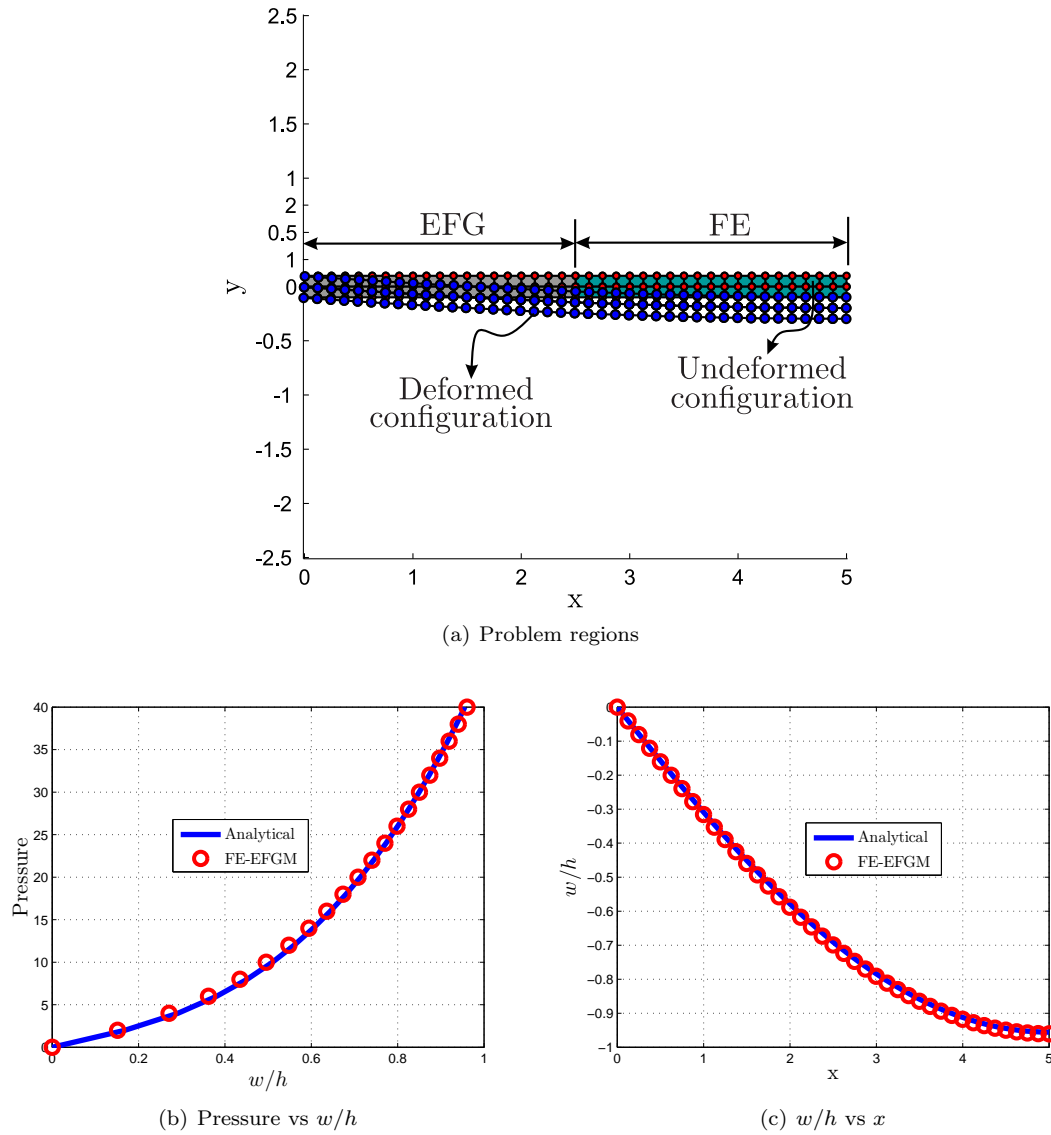 2.5
2
1.5
1
2
0.5
1
0
-0.5
-1
-1.5
-2
-2.5
y
EFG
FE
Deformed
configuration
Undeformed
configuration
0 1 2 3 4 5
x
(a) Problem regions
40
35
30
25
20
15
10
5
0
Pressure
Analytical
FE-EFGM
0 0.2 0.4 0.6 0.8 1
w/h
(b) Pressure vs w/h
0
−0.1
−0.2
−0.3
−0.4
−0.5
−0.6
−0.7
−0.8
−0.9
−1
w/h
Analytical
FE-EFGM
0 1 2 3 4 5
x
(c) w/h vs x